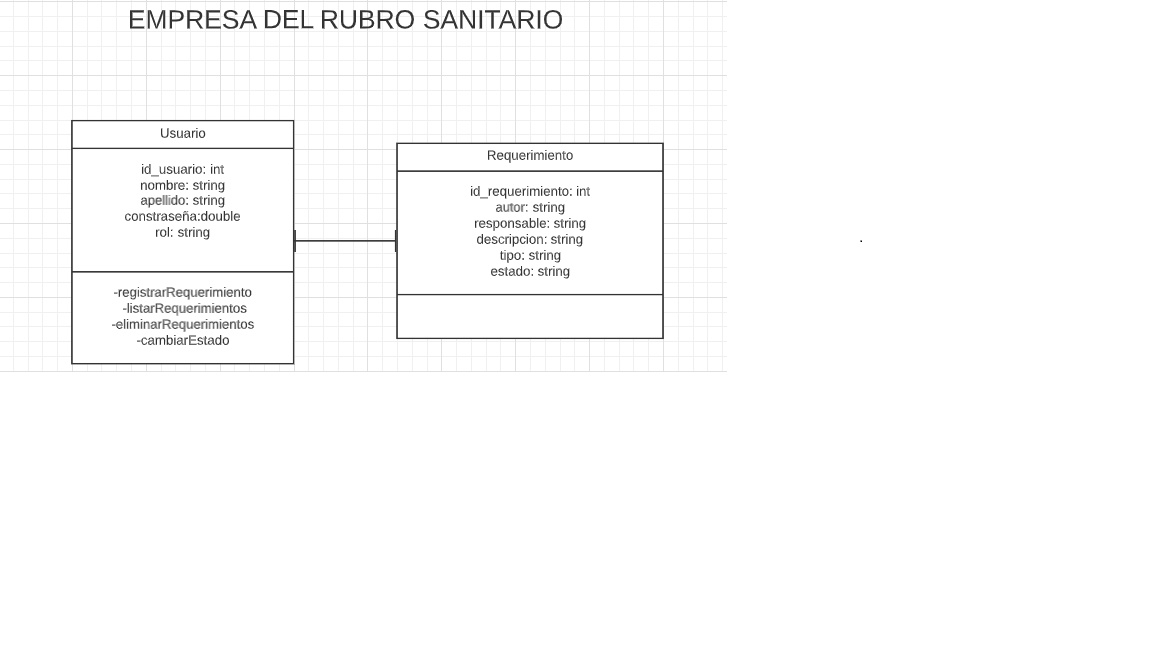 EMPRESA DEL RUBRO SANITARIO
Usuario
id_usuario: int
nombre: string
apellido: string
constraseña:double
rol: string
-registrarRequerimiento
-listarRequerimientos
-eliminarRequerimientos
-cambiarEstado
Requerimiento
id_requerimiento: int
autor: string
responsable: string
descripcion: string
tipo: string
estado: string
.